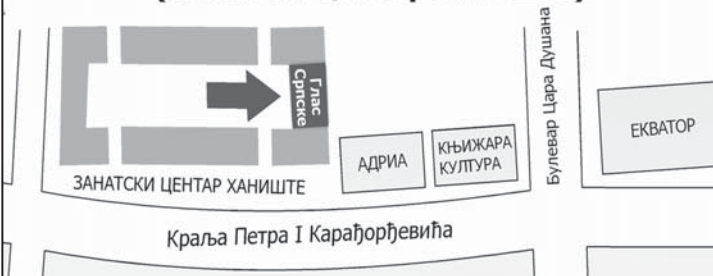 Глас
Српске
АДРИА
КЊИЖАРА
КУЛТУРА
Булевар Цара Душана
ЕКВАТОР
ЗАНАТСКИ ЦЕНТАР ХАНИШТЕ
Краља Петра I Карађорђевића